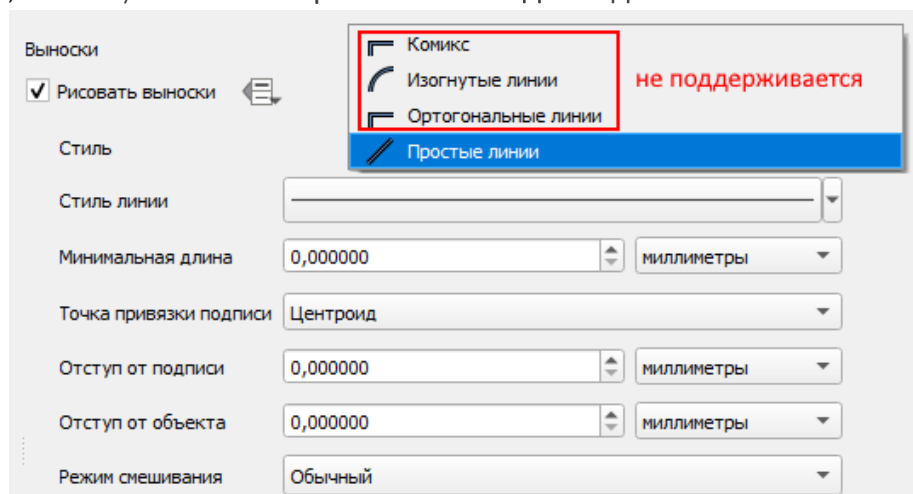 Выноски
Комикс
Рисовать выноски
Изогнутые линии
не поддерживается
Ортогональные линии
Стиль
Простые линии
Стиль линии
Минимальная длина
0,000000
миллиметры
Точка привязки подписи
Центроид
Отступ от подписи
0,000000
миллиметры
Отступ от объекта
0,000000
миллиметры
Режим смешивания
Обычный